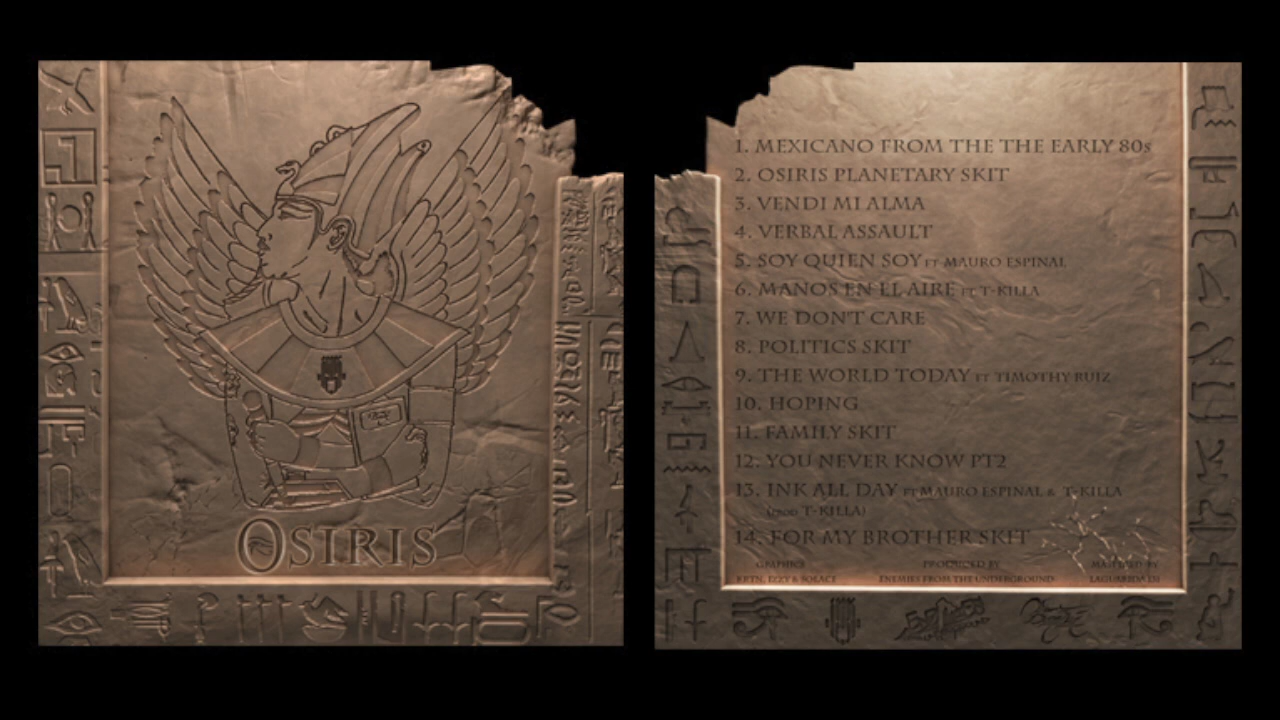 OSIRIS
1. MEXICANO FROM THE THE EARLY 80s
2. OSIRIS PLANETARY SKIT
3. VENDI MI ALMA
4. VERBAL ASSAULT
5. SOY QUIEN SOY FT MAURO ESPINAL
6. MANOS EN EL AIRE FT T-KILLA
7. WE DON'T CARE
8. POLITICS SKIT
9. THE WORLD TODAY FT TIMOTHY RUIZ
10. HOPING
11. FAMILY SKIT
12. YOU NEVER KNOW PT2
13. INK ALL DAY FT MAURO ESPINAL & T-KILLA
(PROD T-KILLA)
14. FOR MY BROTHER SKIT
GRAPHICS PRODUCED BY MASTERED BY
IZZY & SOLACE ENEMIES FROM THE UNDERGROUND